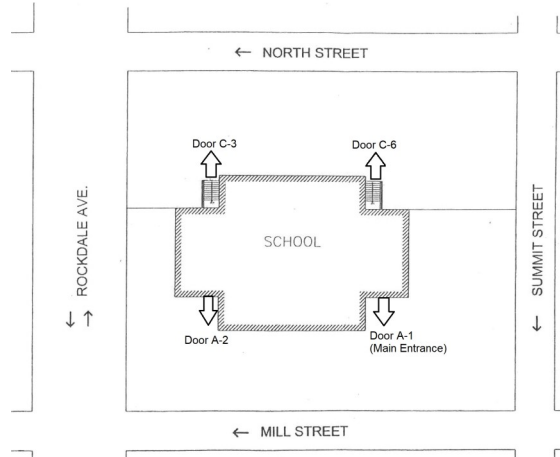 ← NORTH STREET
Door C-3
Door C-6
ROCKDALE AVE.
SUMMIT STREET
SCHOOL
Door A-2
Door A-1
(Main Entrance)
← MILL STREET